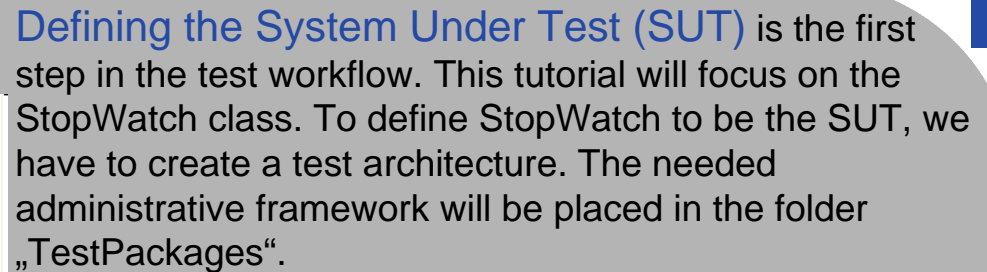 Defining the System Under Test (SUT) is the first
step in the test workflow. This tutorial will focus on the
StopWatch class. To define StopWatch to be the SUT, we
have to create a test architecture. The needed
administrative framework will be placed in the folder
„TestPackages“.